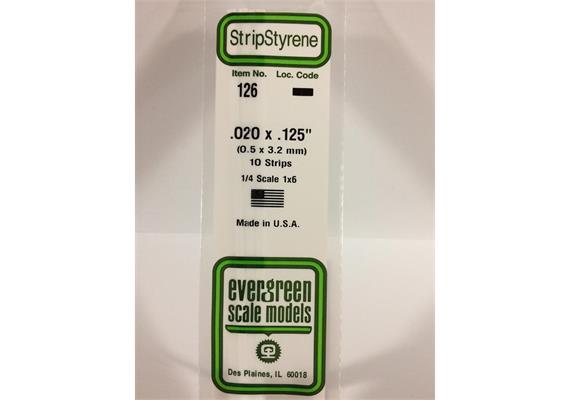 StripStyrene
Item No. Loc. Code
126
.020 x .125"
(0.5 x 3.2 mm)
10 Strips
1/4 Scale 1x6
Made in U.S.A.
evergreen
scale models
Des Plaines, IL 60018